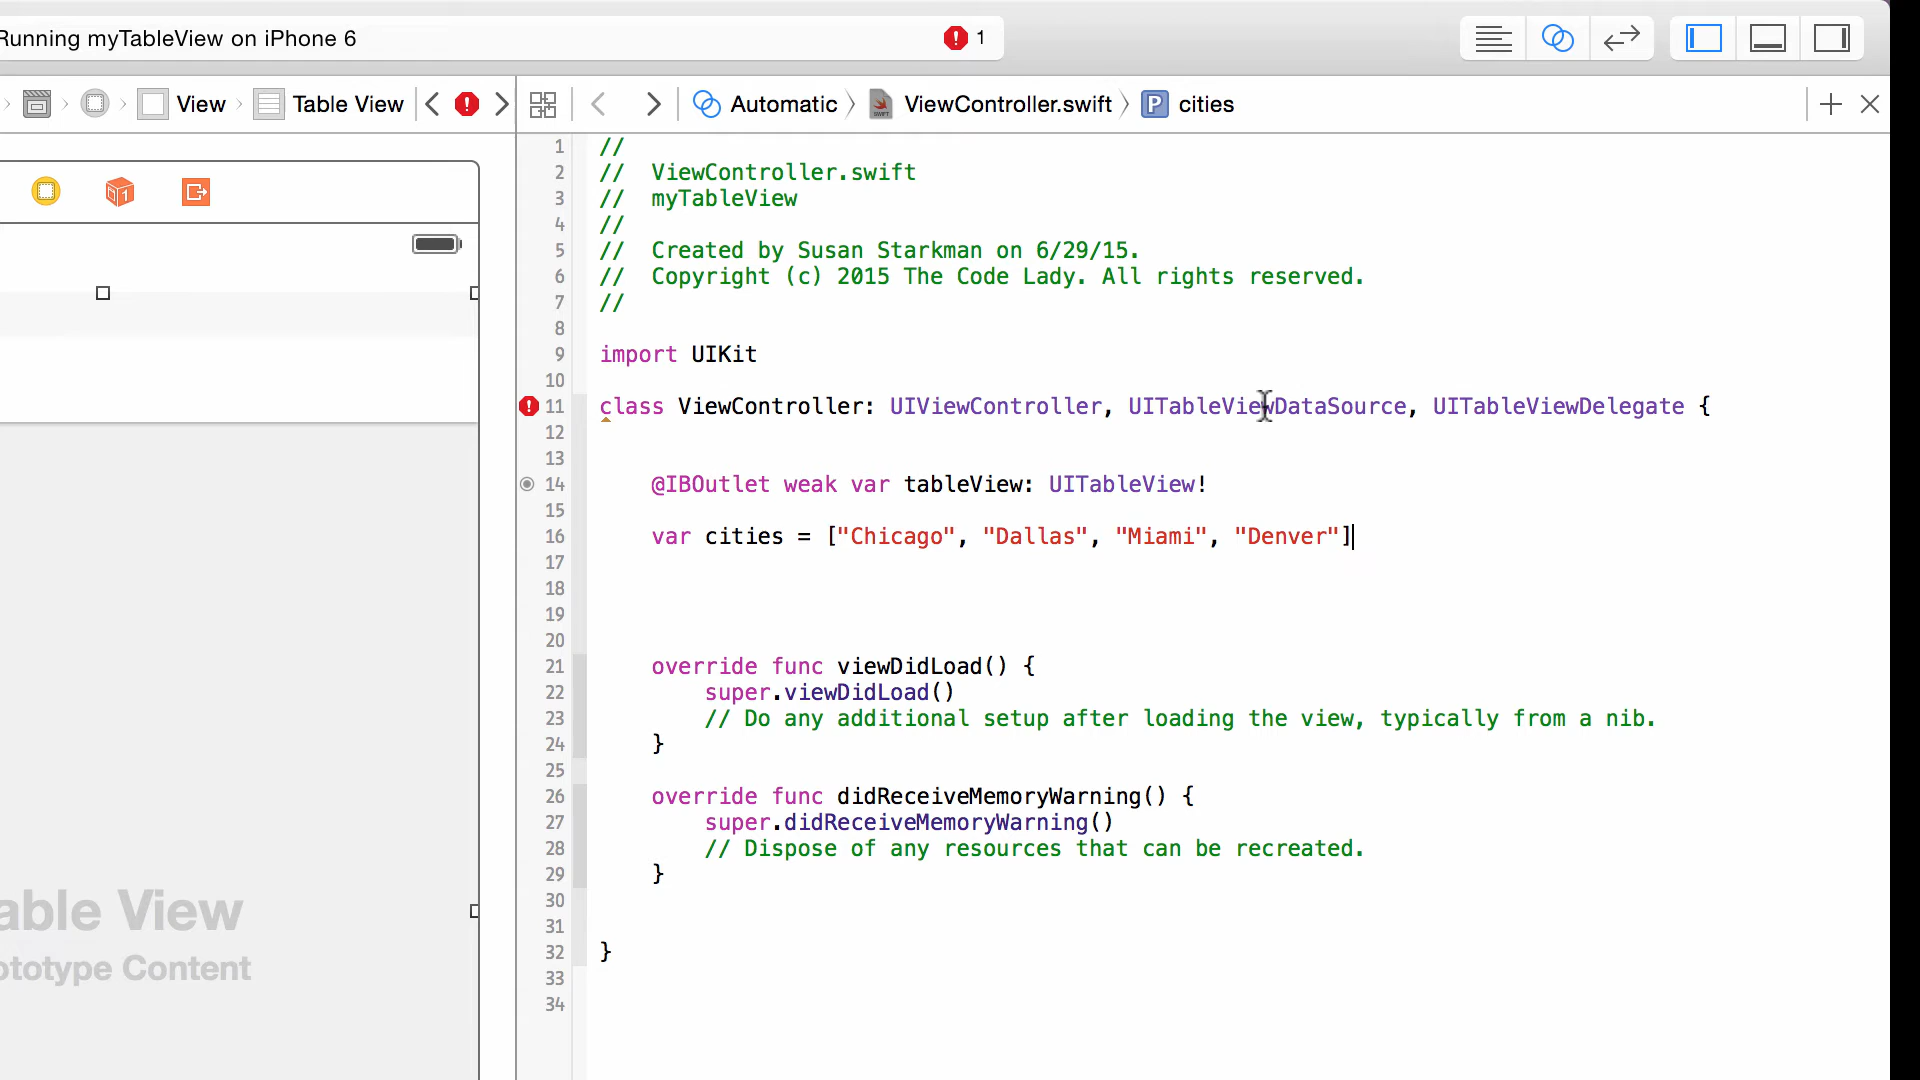 Running myTableView on iPhone 6
1
View
Table View
Automatic
ViewController.swift
P
cities
1 //
2 // ViewController.swift
3 // myTableView
4 //
5 // Created by Susan Starkman on 6/29/15.
6 // Copyright (c) 2015 The Code Lady. All rights reserved.
7 //
8
9 import UIKit
10
11 class ViewController: UIViewController, UITableViewDataSource, UITableViewDelegate {
12
13
14 @IBOutlet weak var tableView: UITableView!
15
16 var cities = ["Chicago", "Dallas", "Miami", "Denver"]
17
18
19
20
21 override func viewDidLoad() {
22 super.viewDidLoad()
23 // Do any additional setup after loading the view, typically from a nib.
24 }
25
26 override func didReceiveMemoryWarning() {
27 super.didReceiveMemoryWarning()
28 // Dispose of any resources that can be recreated.
29 }
30
31
32 }
33
34
able View
ototype Content